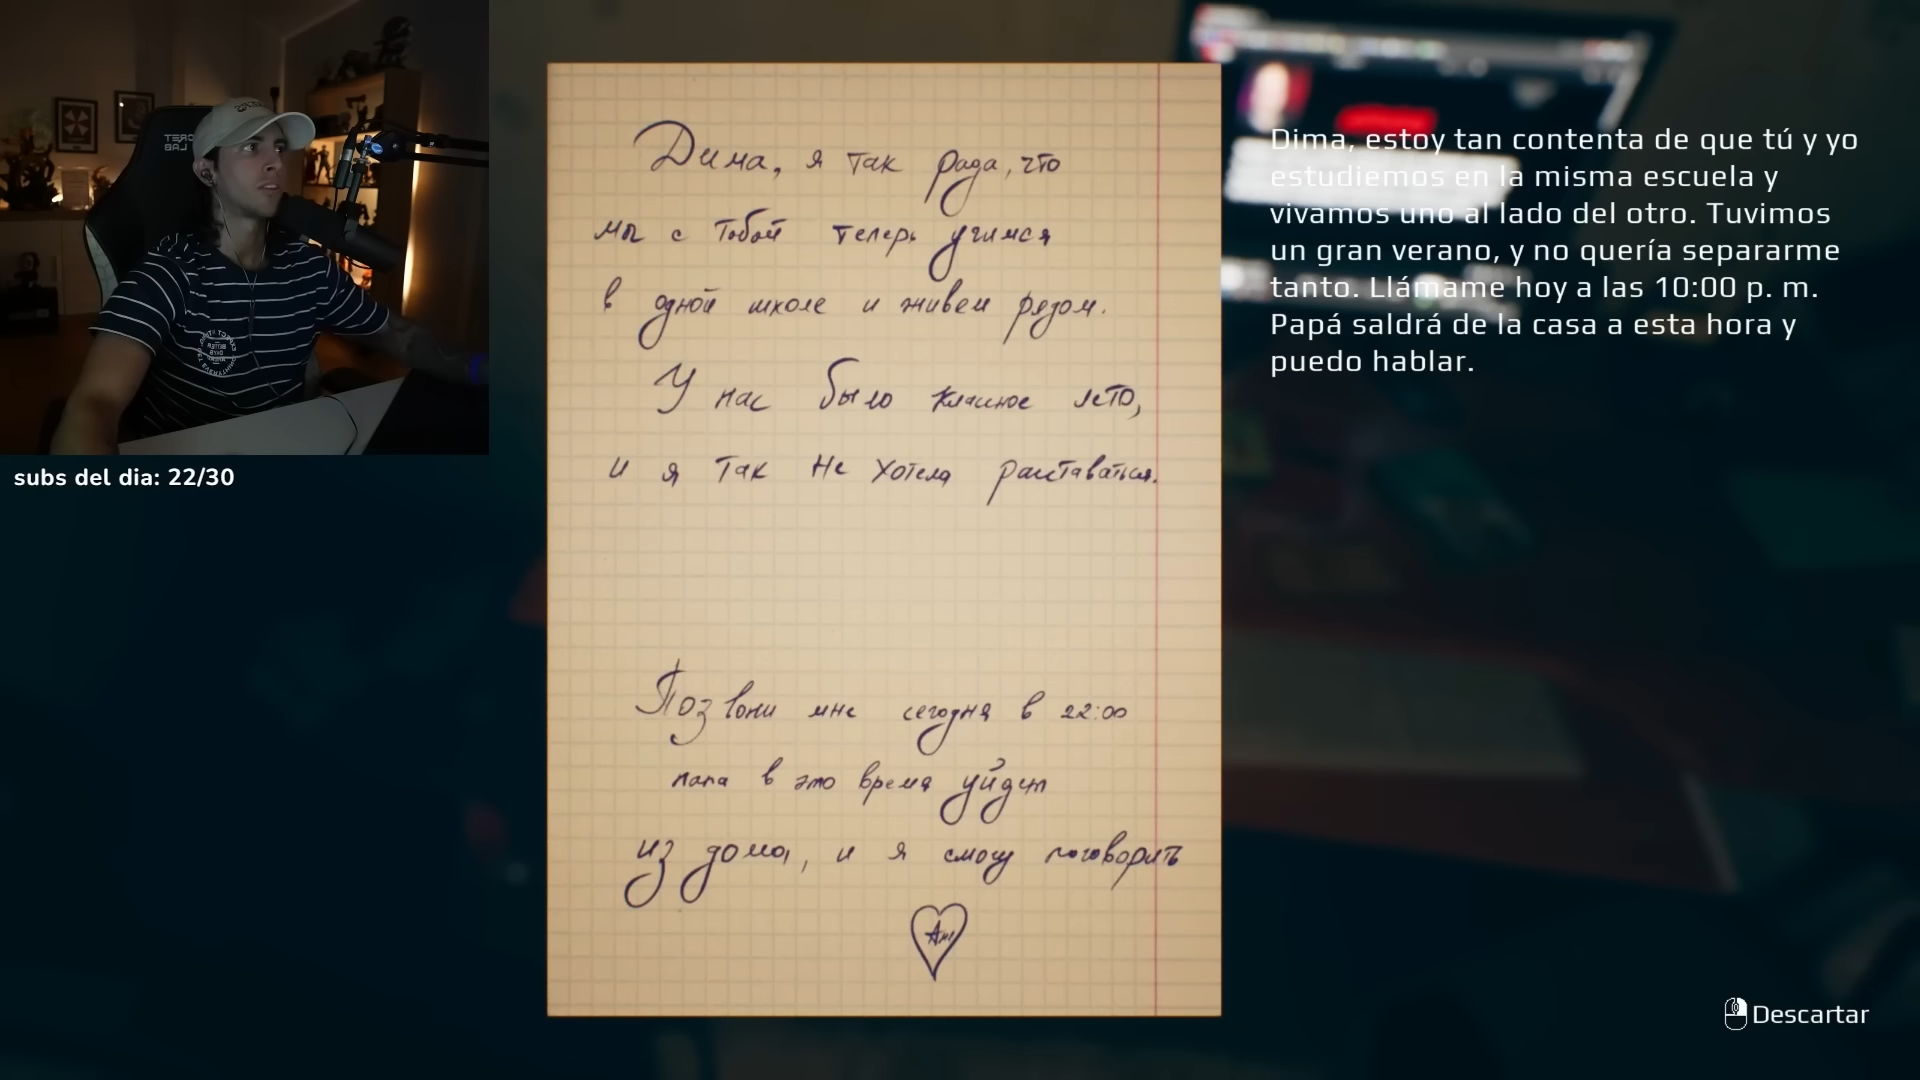 Дима, я так рада, что
мы с тобой теперь учимся
в одной школе и живем рядом.
У нас было классное лето,
и я так не хотела расставаться.
Позвони мне сегодня в 22:00
папа в это время уйдет
из дома, и я смогу поговорить
Аня
Dima, estoy tan contenta de que tú y yo
estudiemos en la misma escuela y
vivamos uno al lado del otro. Tuvimos
un gran verano, y no quería separarme
tanto. Llámame hoy a las 10:00 p. m.
Papá saldrá de la casa a esta hora y
puedo hablar.
subs del dia: 22/30
Descartar